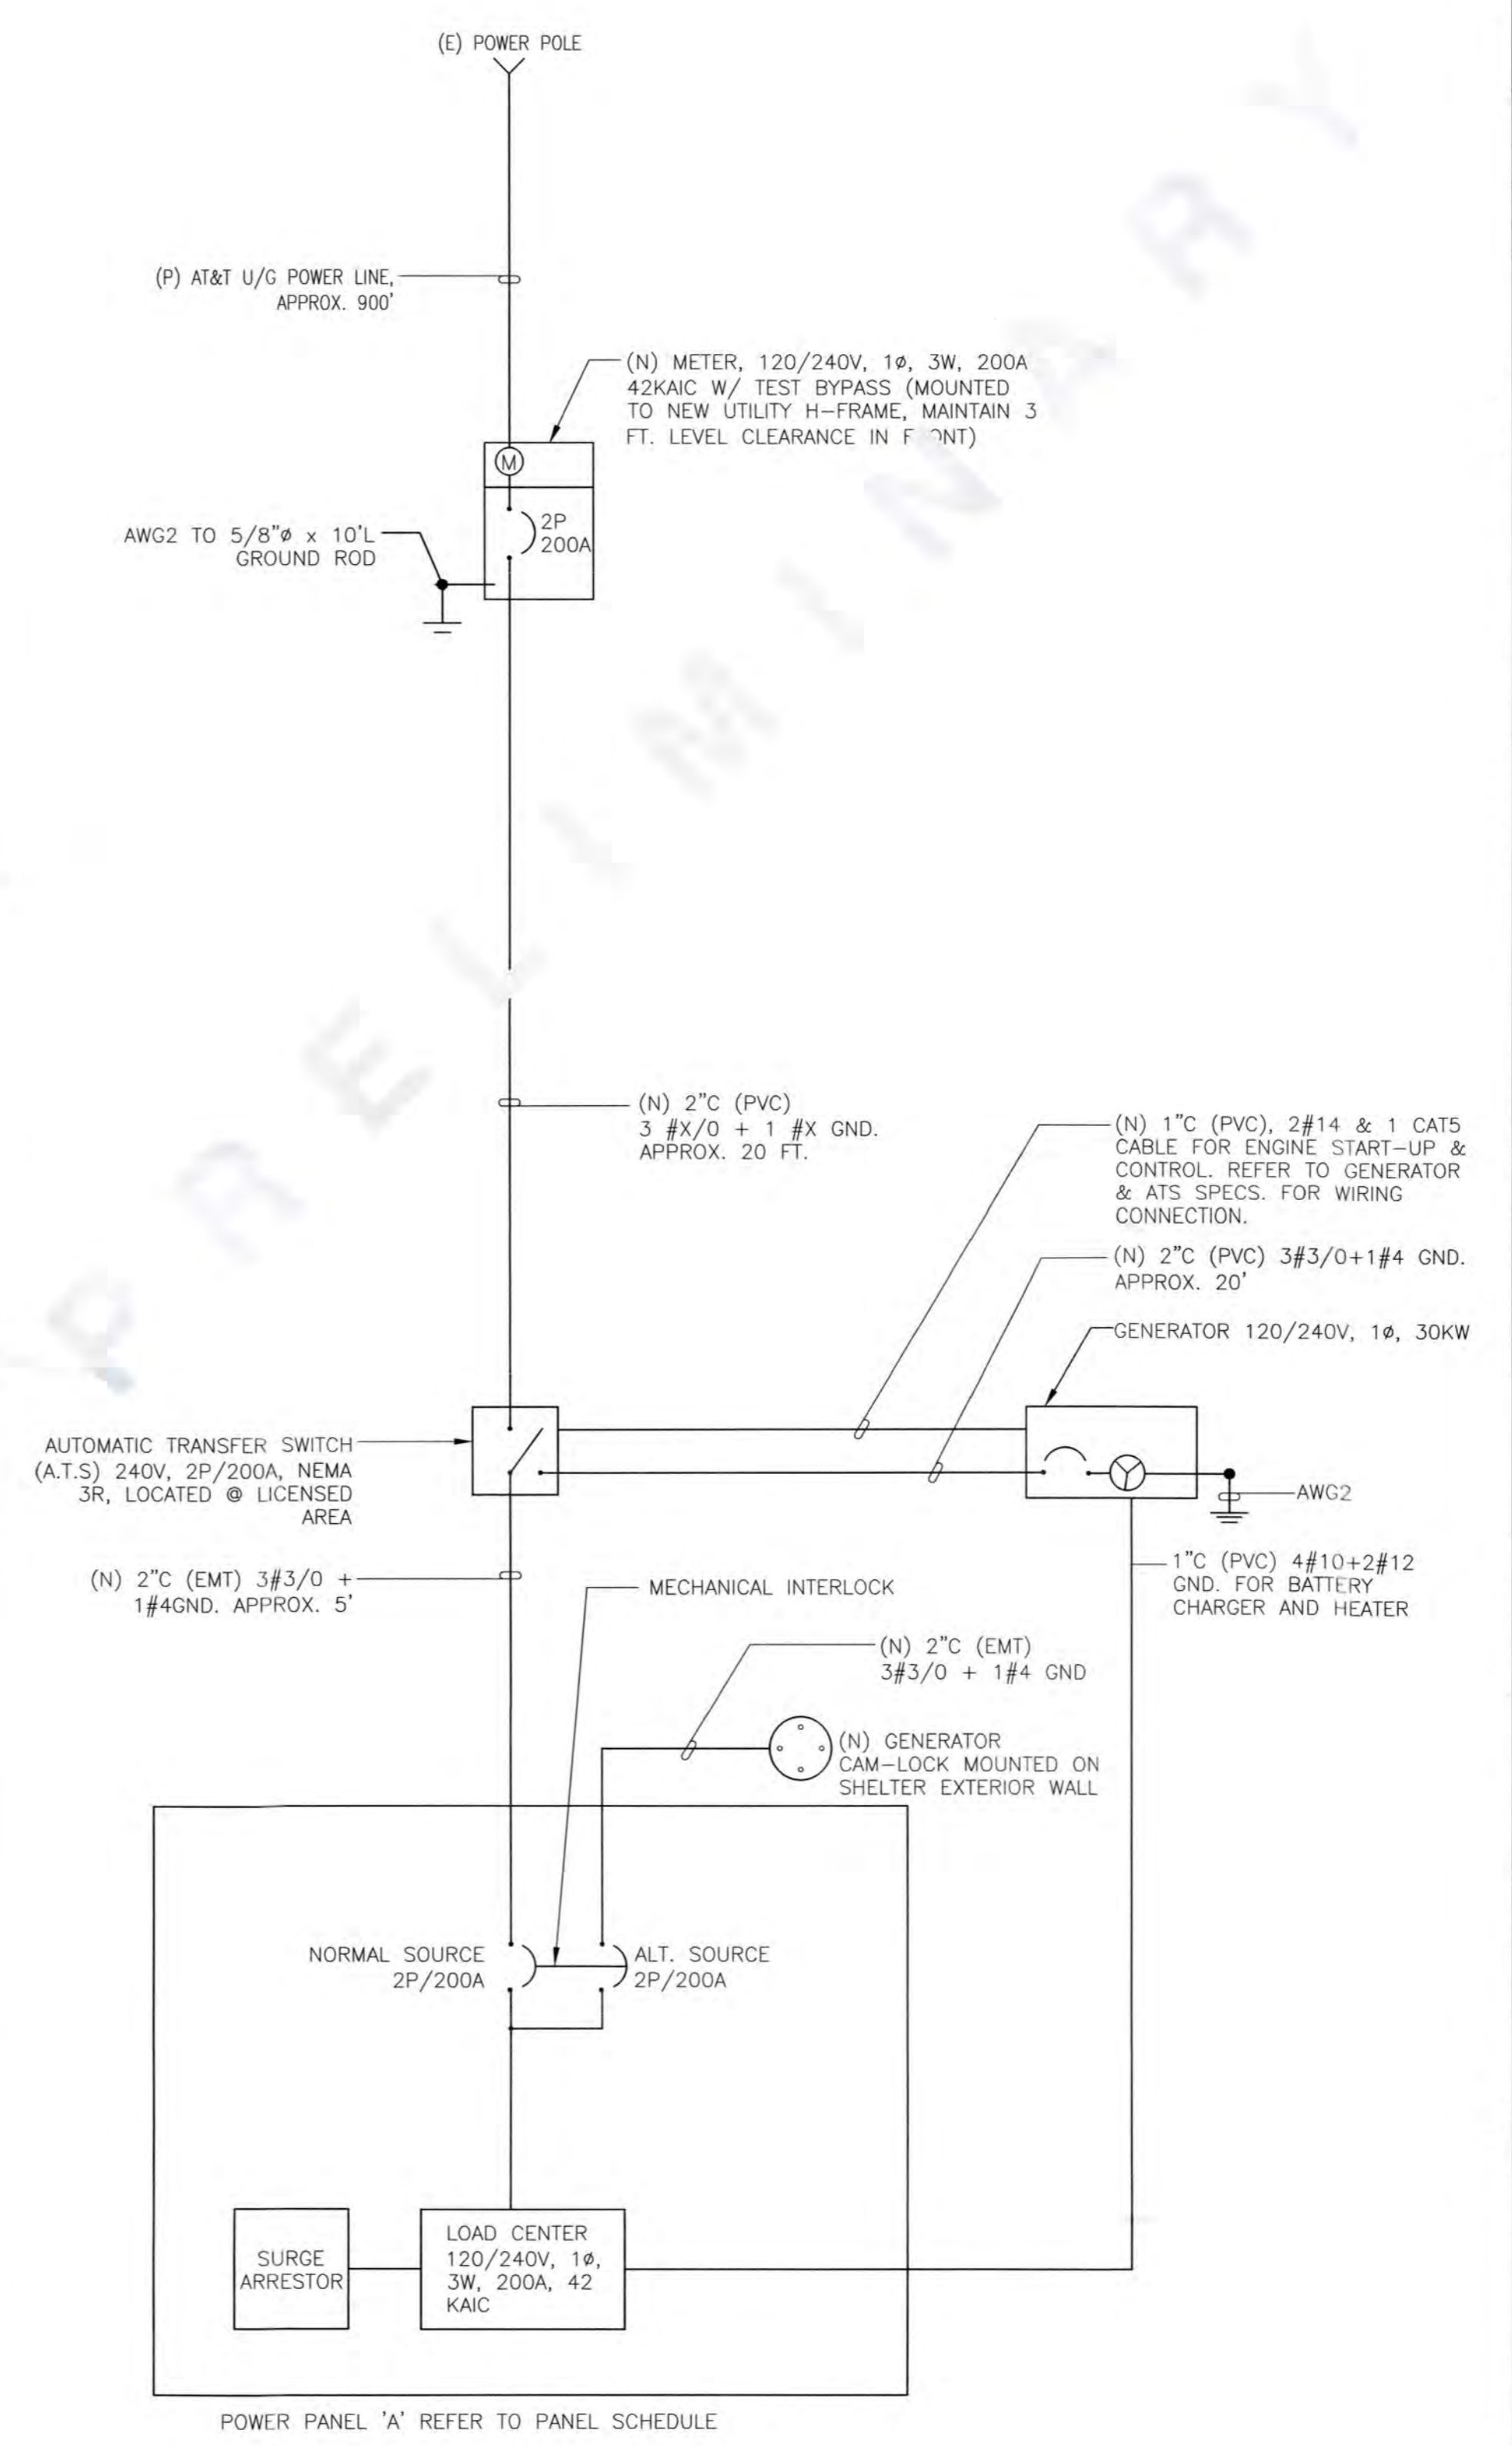 (E) POWER POLE
(P) AT&T U/G POWER LINE,
APPROX. 900'
(N) METER, 120/240V, 1ø, 3W, 200A
42KAIC W/ TEST BYPASS (MOUNTED
TO NEW UTILITY H-FRAME, MAINTAIN 3
FT. LEVEL CLEARANCE IN FRONT)
M
2P
200A
AWG2 TO 5/8"ø x 10'L
GROUND ROD
(N) 2"C (PVC)
3 #X/0 + 1 #X GND.
APPROX. 20 FT.
(N) 1"C (PVC), 2#14 & 1 CAT5
CABLE FOR ENGINE START-UP &
CONTROL. REFER TO GENERATOR
& ATS SPECS. FOR WIRING
CONNECTION.
(N) 2"C (PVC) 3#3/0+1#4 GND.
APPROX. 20'
GENERATOR 120/240V, 1ø, 30KW
AUTOMATIC TRANSFER SWITCH
(A.T.S) 240V, 2P/200A, NEMA
3R, LOCATED @ LICENSED
AREA
AWG2
(N) 2"C (EMT) 3#3/0 +
1#4GND. APPROX. 5'
MECHANICAL INTERLOCK
1"C (PVC) 4#10+2#12
GND. FOR BATTERY
CHARGER AND HEATER
(N) 2"C (EMT)
3#3/0 + 1#4 GND
(N) GENERATOR
CAM-LOCK MOUNTED ON
SHELTER EXTERIOR WALL
NORMAL SOURCE
2P/200A
ALT. SOURCE
2P/200A
SURGE
ARRESTOR
LOAD CENTER
120/240V, 1ø,
3W, 200A, 42
KAIC
POWER PANEL 'A' REFER TO PANEL SCHEDULE
PRELIMINARY